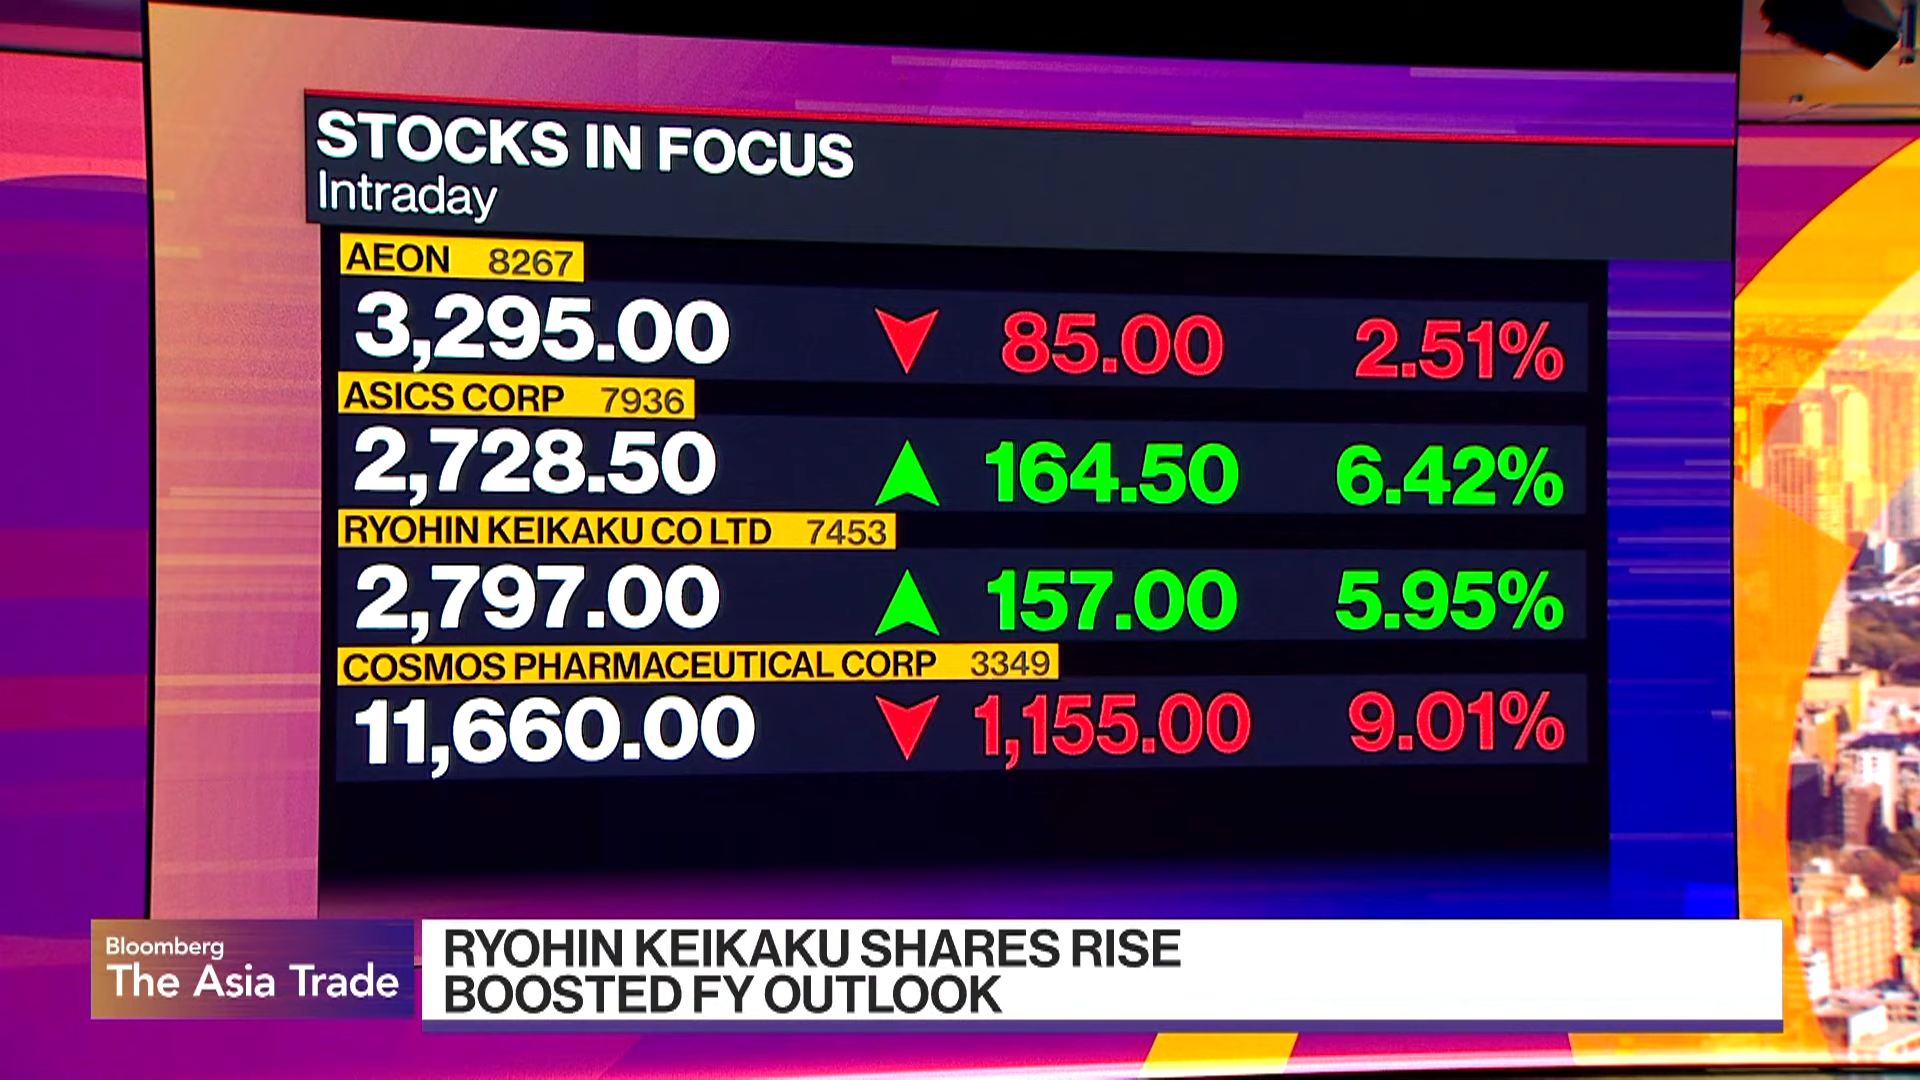 STOCKS IN FOCUS
Intraday
AEON 8267
3,295.00 85.00 2.51%
ASICS CORP 7936
2,728.50 164.50 6.42%
RYOHIN KEIKAKU CO LTD 7453
2,797.00 157.00 5.95%
COSMOS PHARMACEUTICAL CORP 3349
11,660.00 1,155.00 9.01%
Bloomberg
The Asia Trade
RYOHIN KEIKAKU SHARES RISE
BOOSTED FY OUTLOOK